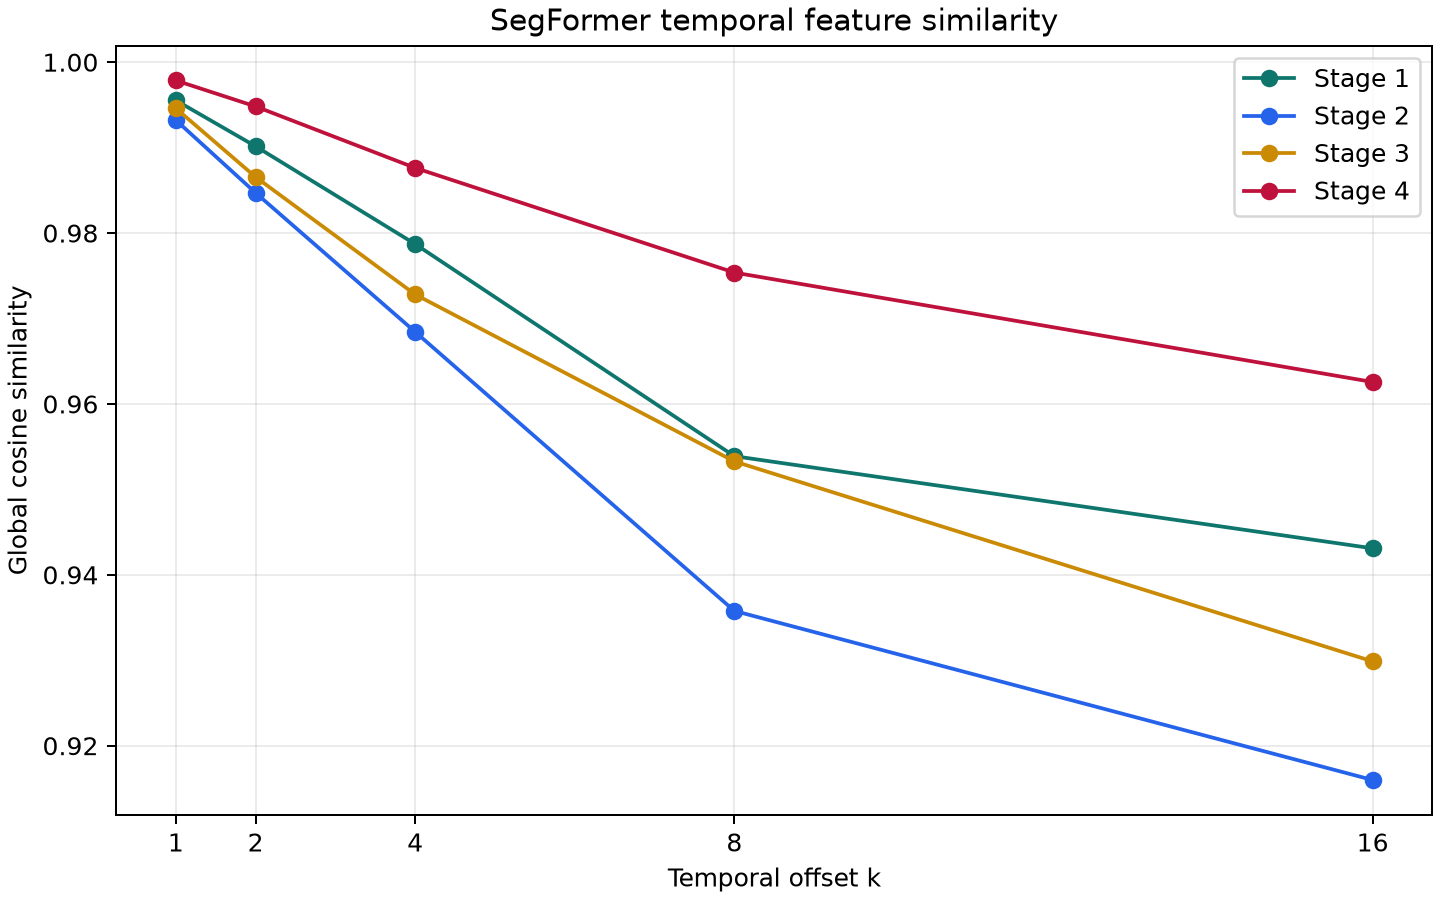 SegFormer temporal feature similarity
Global cosine similarity
1.00
0.98
0.96
0.94
0.92
Stage 1
Stage 2
Stage 3
Stage 4
1 2 4 8 16
Temporal offset k